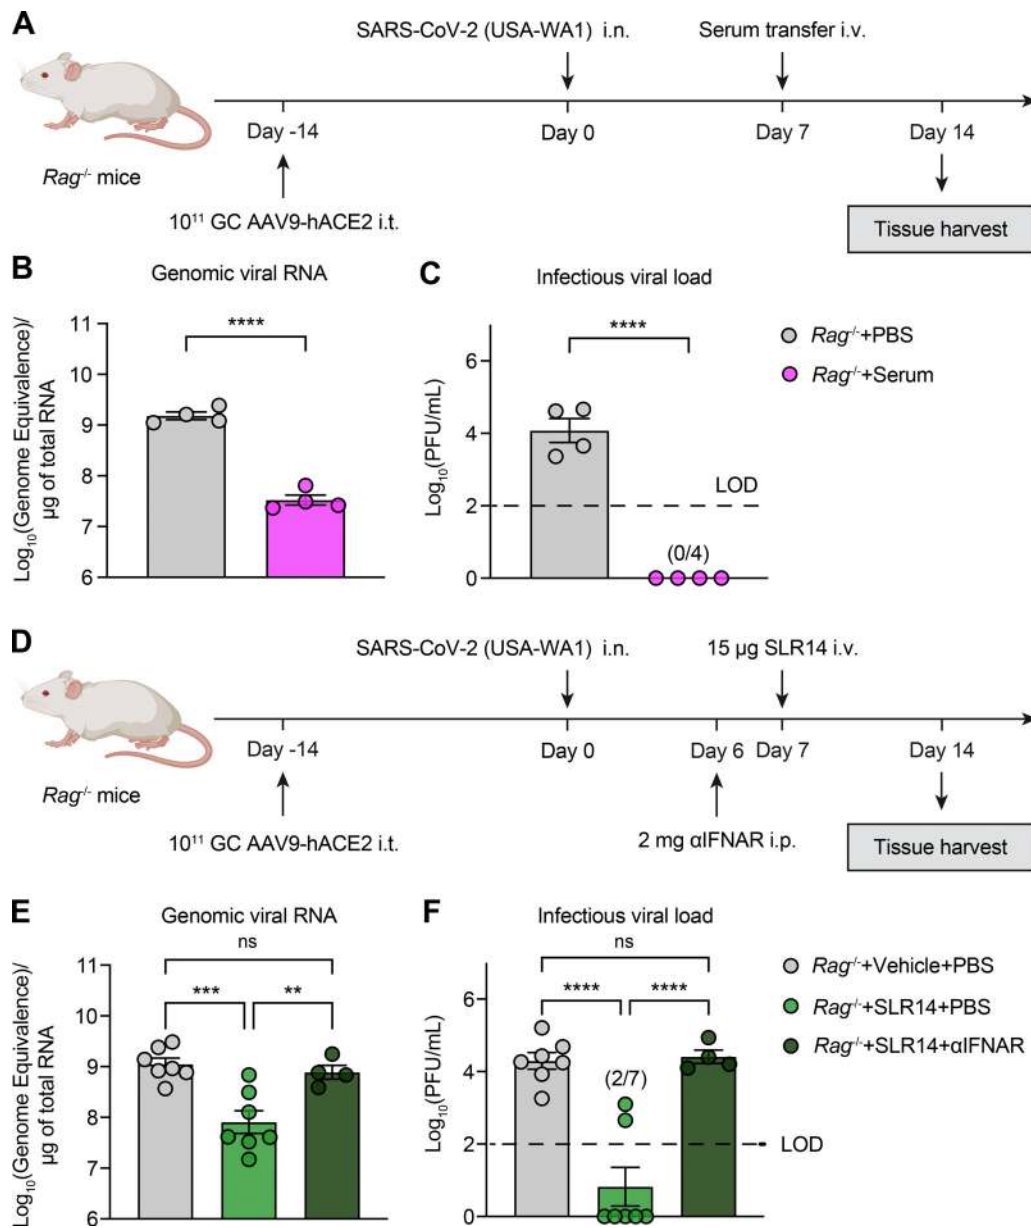 A
SARS-CoV-2 (USA-WA1) i.n.
Serum transfer i.v.
Day -14
Day 0
Day 7
Day 14
Rag-/- mice
10¹¹ GC AAV9-hACE2 i.t.
Tissue harvest
B
Genomic viral RNA
Log₁₀(Genome Equivalence)/
µg of total RNA
11
10
9
8
7
6
****
C
Infectious viral load
Log₁₀(PFU/mL)
6
4
2
0
****
LOD
(0/4)
Rag-/-+PBS
Rag-/-+Serum
D
SARS-CoV-2 (USA-WA1) i.n.
15 µg SLR14 i.v.
Day -14
Day 0
Day 6
Day 7
Day 14
Rag-/- mice
10¹¹ GC AAV9-hACE2 i.t.
2 mg αIFNAR i.p.
Tissue harvest
E
Genomic viral RNA
Log₁₀(Genome Equivalence)/
µg of total RNA
11
10
9
8
7
6
ns
***
**
F
Infectious viral load
Log₁₀(PFU/mL)
6
4
2
0
ns
****
****
(2/7)
LOD
Rag-/-+Vehicle+PBS
Rag-/-+SLR14+PBS
Rag-/-+SLR14+αIFNAR